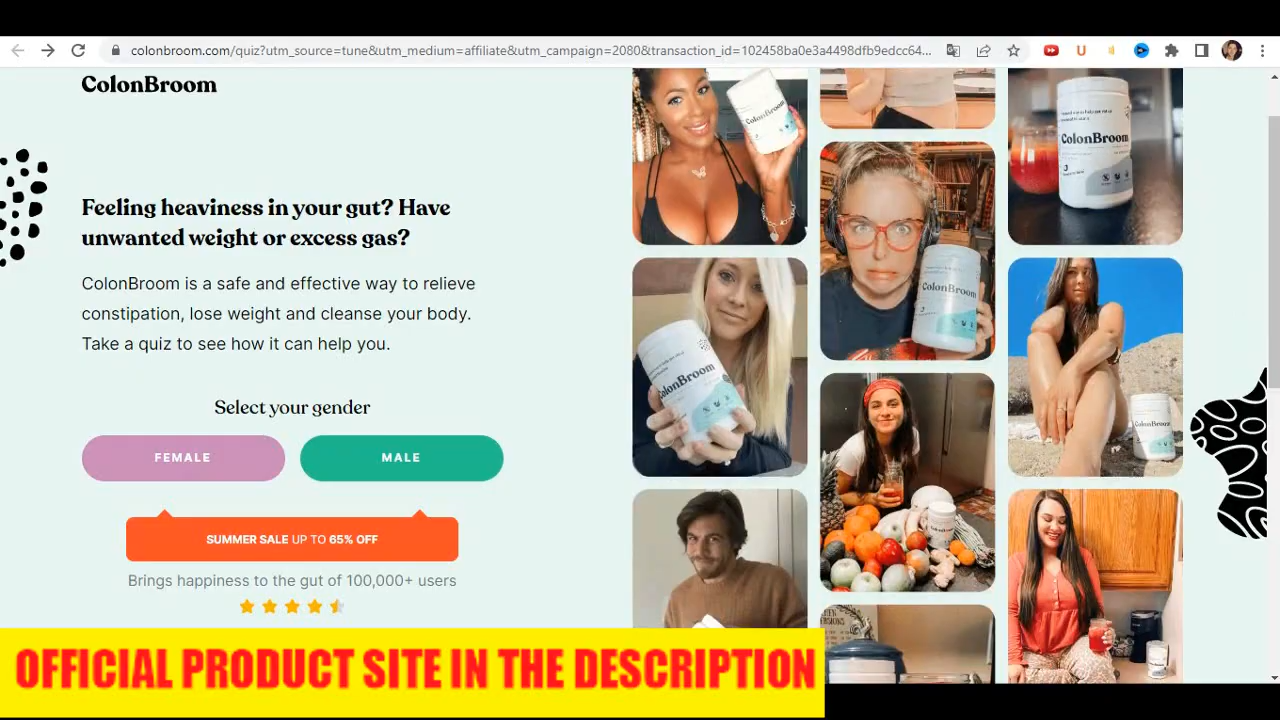 colonbroom.com/quiz?utm_source=tune&utm_medium=affiliate&utm_campaign=2080&transaction_id=102458ba0e3a4498dfb9edcc64...
ColonBroom
Feeling heaviness in your gut? Have
unwanted weight or excess gas?
ColonBroom is a safe and effective way to relieve
constipation, lose weight and cleanse your body.
Take a quiz to see how it can help you.
Select your gender
FEMALE
MALE
SUMMER SALE UP TO 65% OFF
Brings happiness to the gut of 100,000+ users
ColonBroom
ColonBroom
ColonBroom
ColonBroom
ColonBroom
OFFICIAL PRODUCT SITE IN THE DESCRIPTION